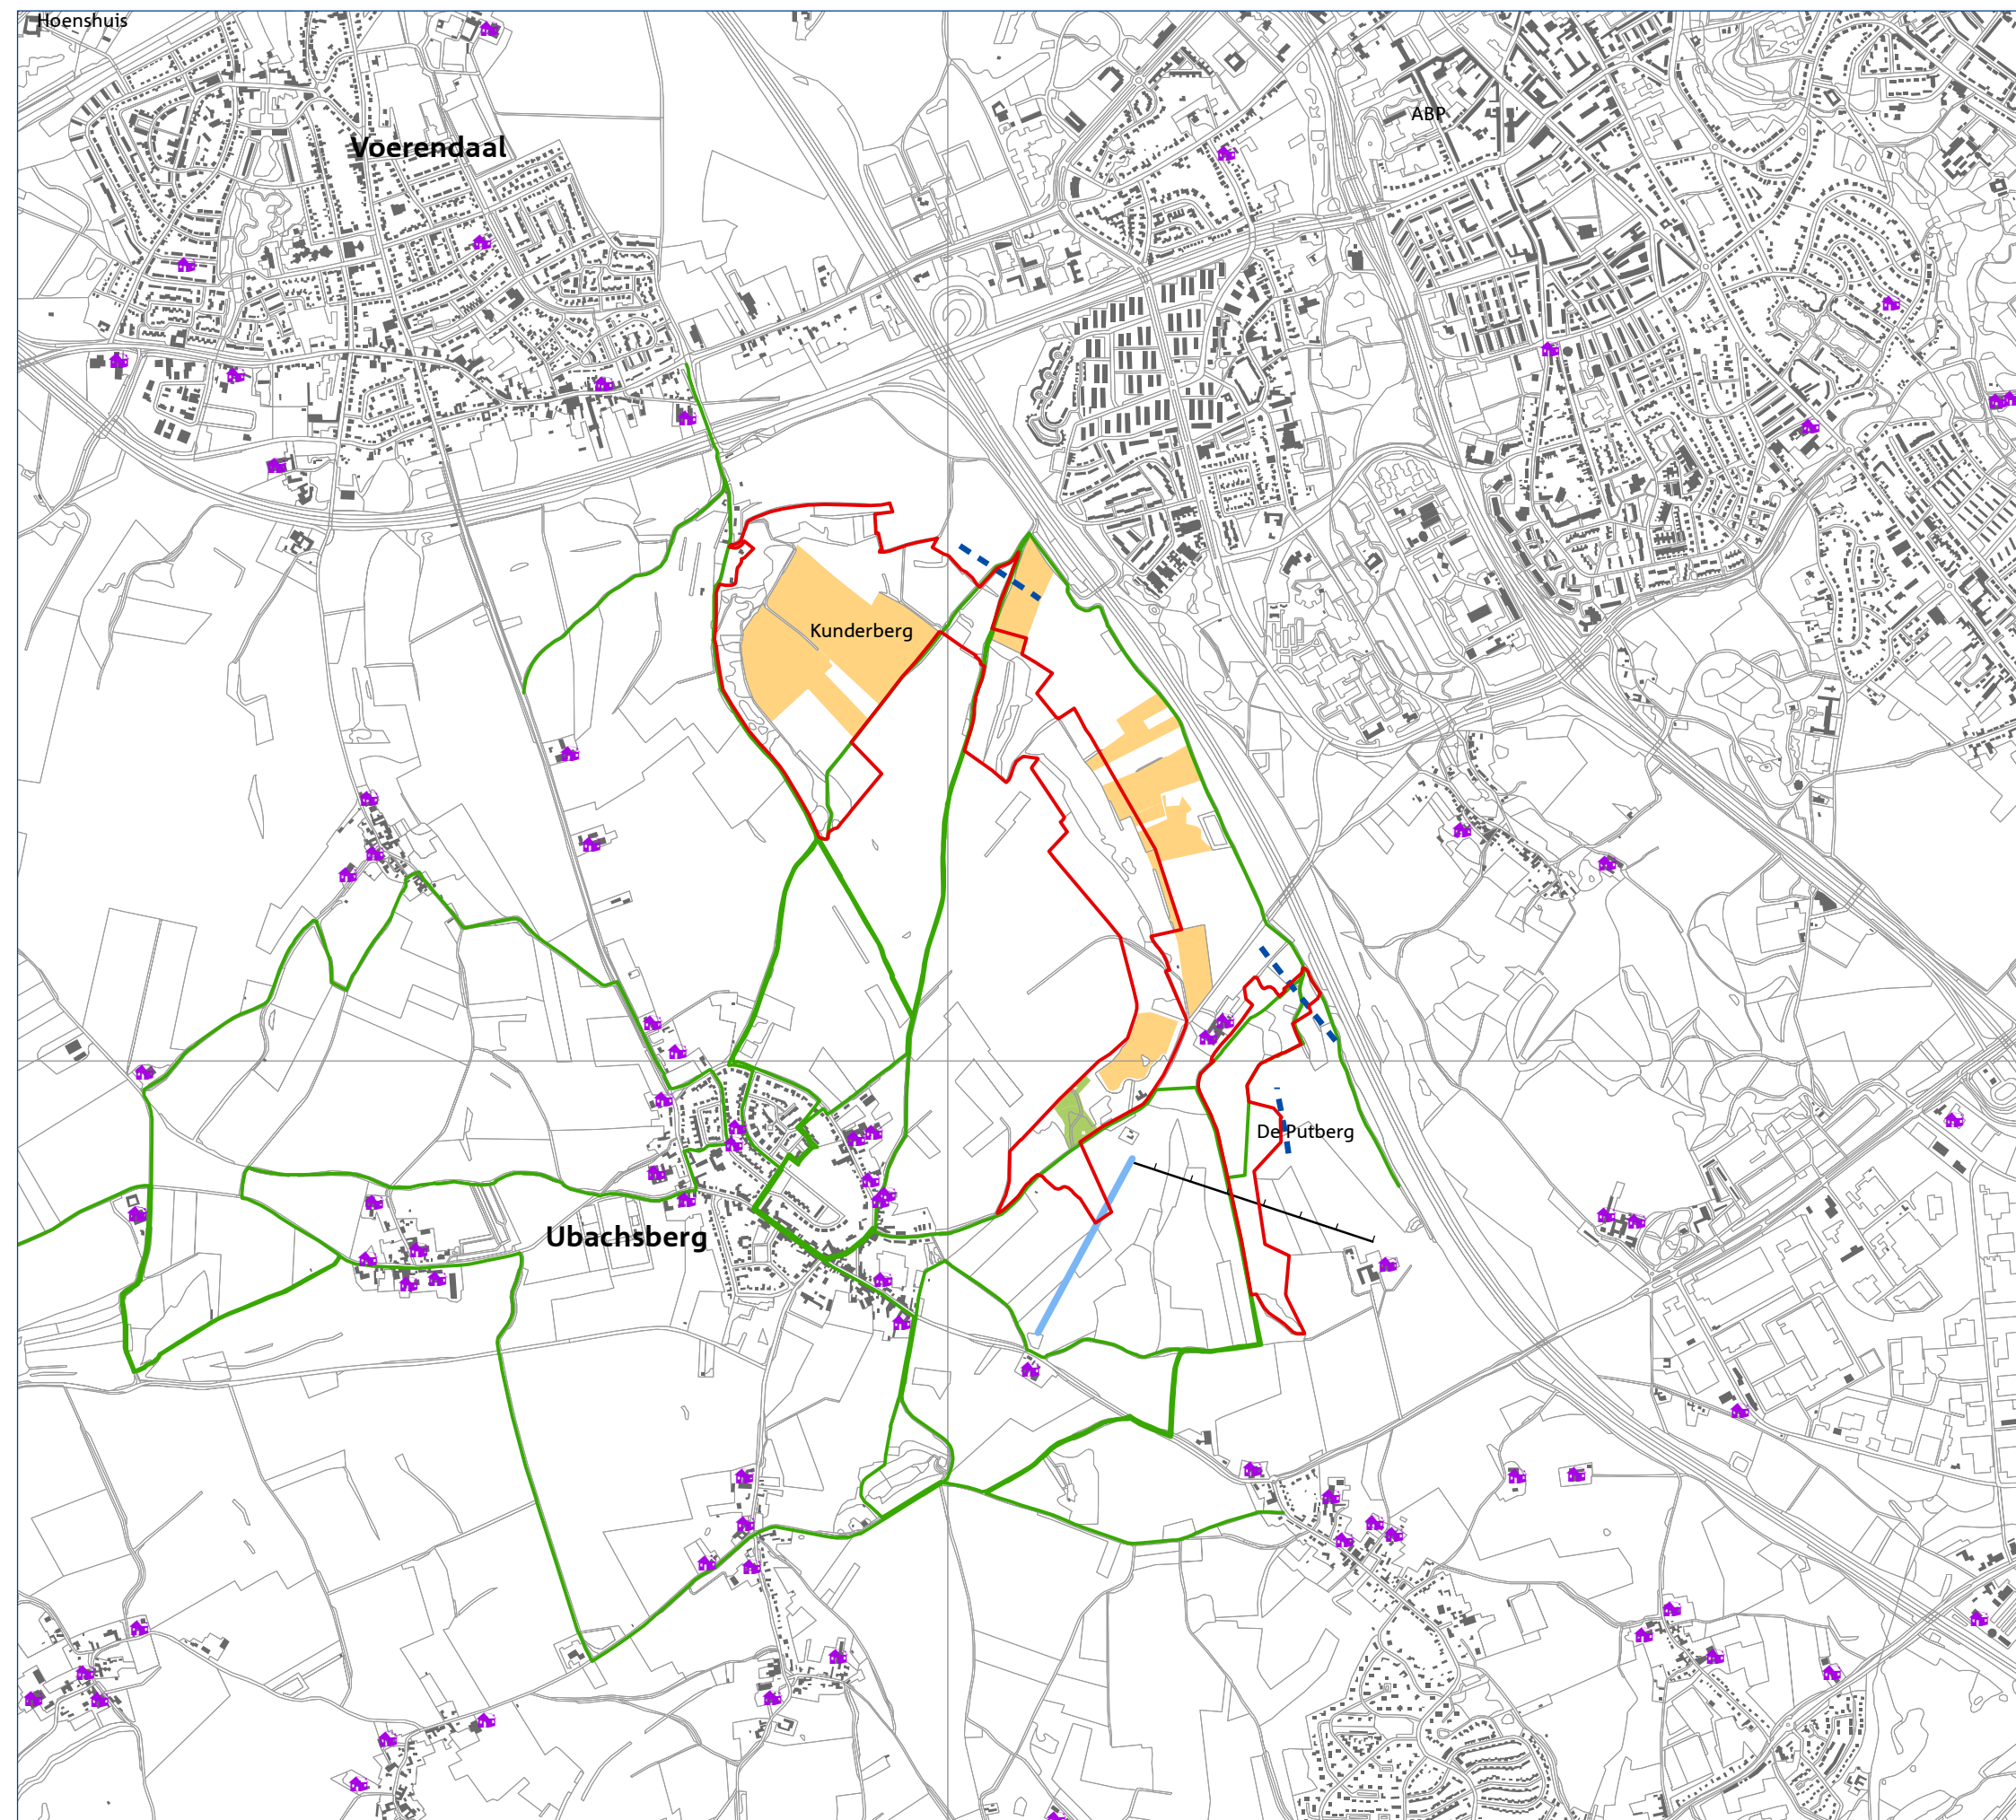 Hoenshuis
ABP
Voerendaal
Kunderberg
De Putberg
Ubachsberg